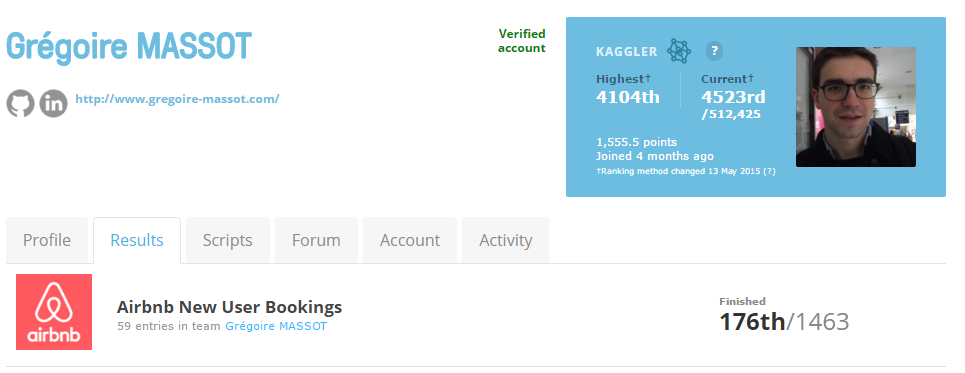 Grégoire MASSOT
Verified
account
http://www.gregoire-massot.com/
in
KAGGLER ?
Highest† Current†
4104th 4523rd
/512,425
1,555.5 points
Joined 4 months ago
†Ranking method changed 13 May 2015 (?)
Profile Results Scripts Forum Account Activity
airbnb
Airbnb New User Bookings
59 entries in team Grégoire MASSOT
Finished
176th/1463